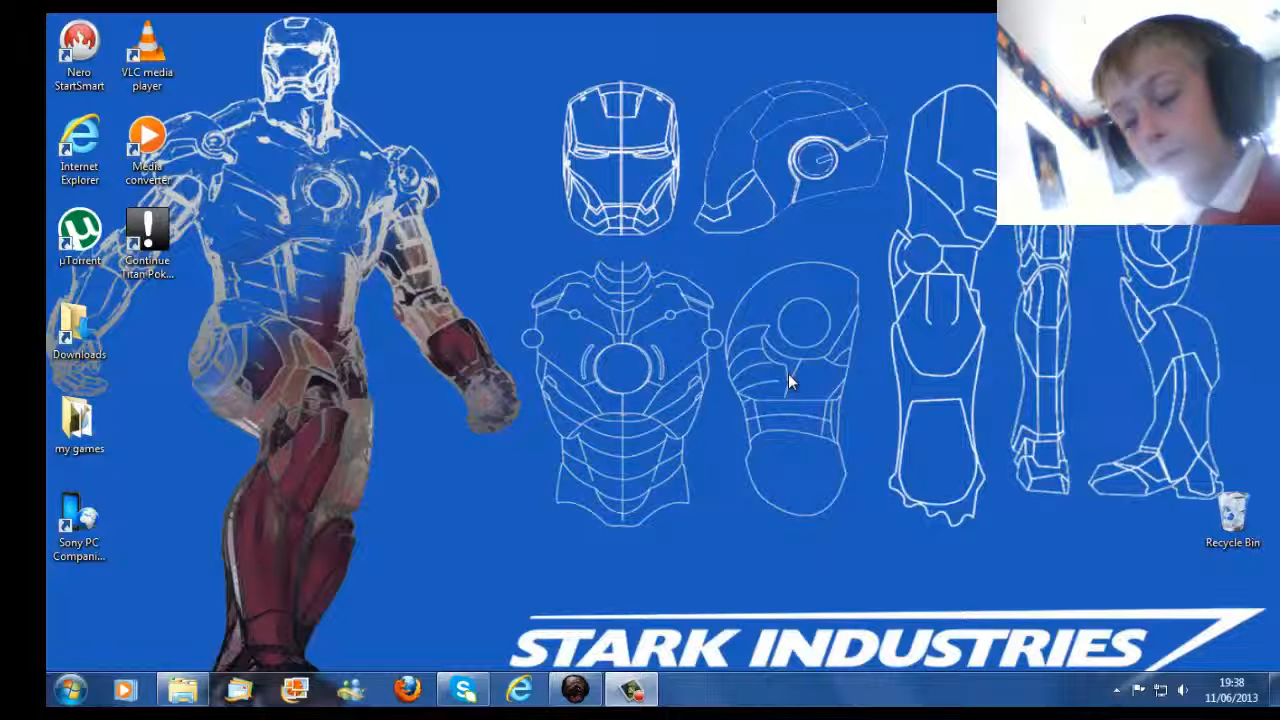 Nero
StartSmart
VLC media
player
Internet
Explorer
Media
converter
µTorrent
Continue
Titan Pok...
Downloads
my games
Sony PC
Compani...
Recycle Bin
STARK INDUSTRIES
19:38
11/06/2013